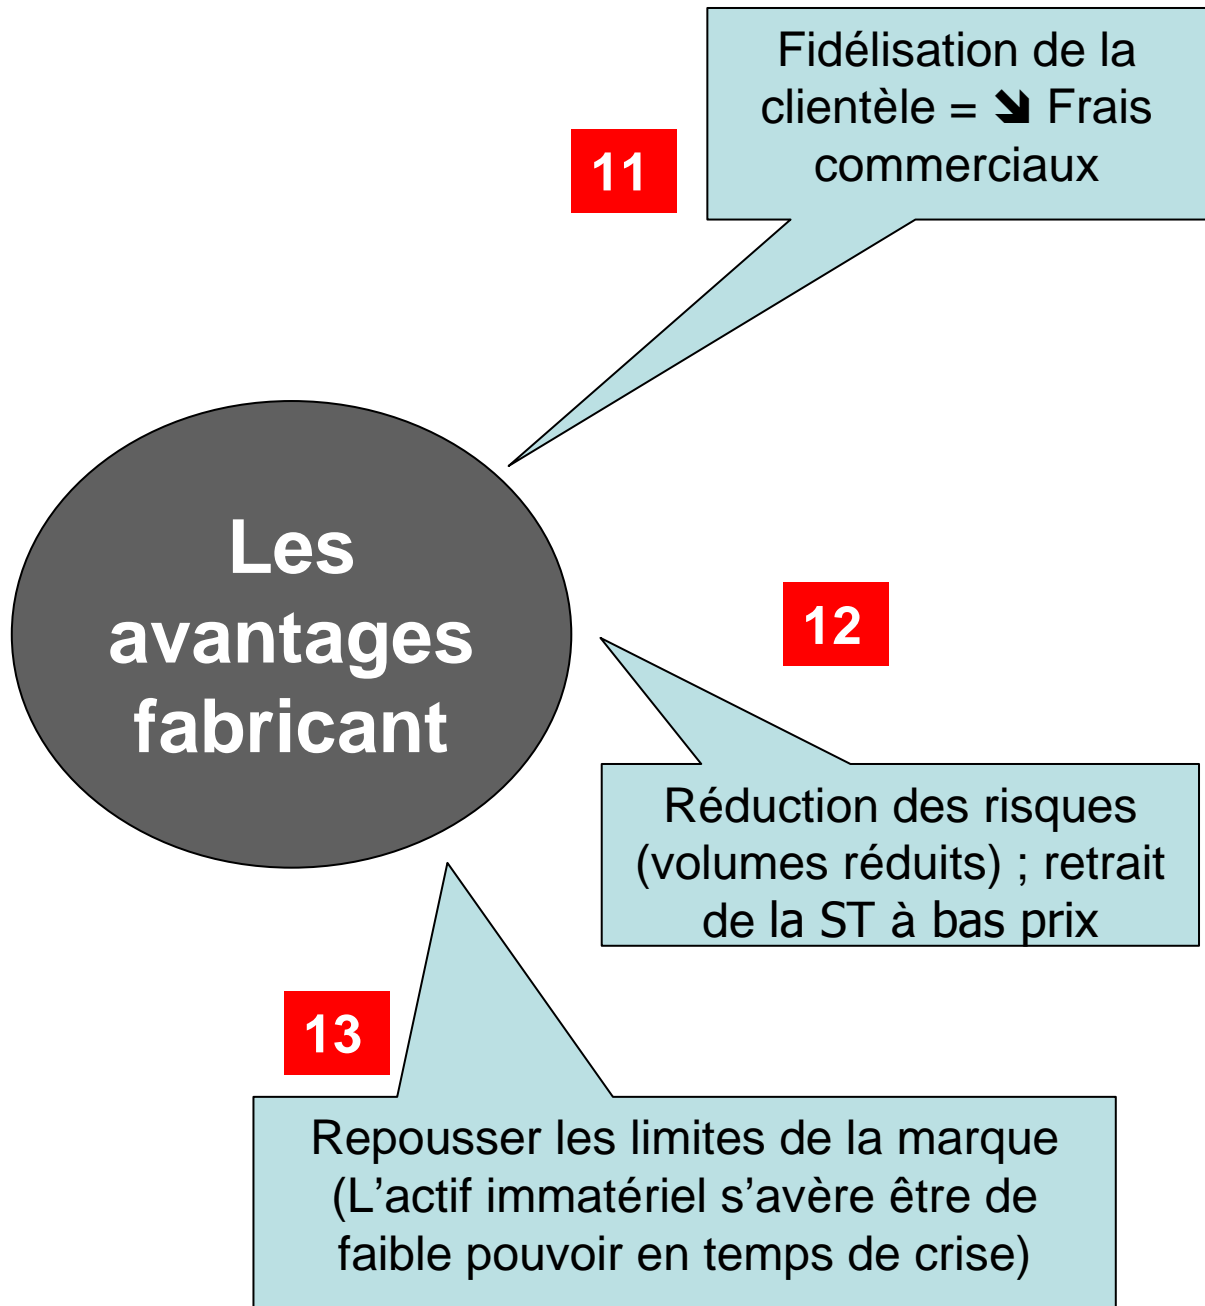 Fidélisation de la
clientèle = ➘ Frais
commerciaux
11
Les
avantages
fabricant
12
Réduction des risques
(volumes réduits) ; retrait
de la ST à bas prix
13
Repousser les limites de la marque
(L’actif immatériel s’avère être de
faible pouvoir en temps de crise)